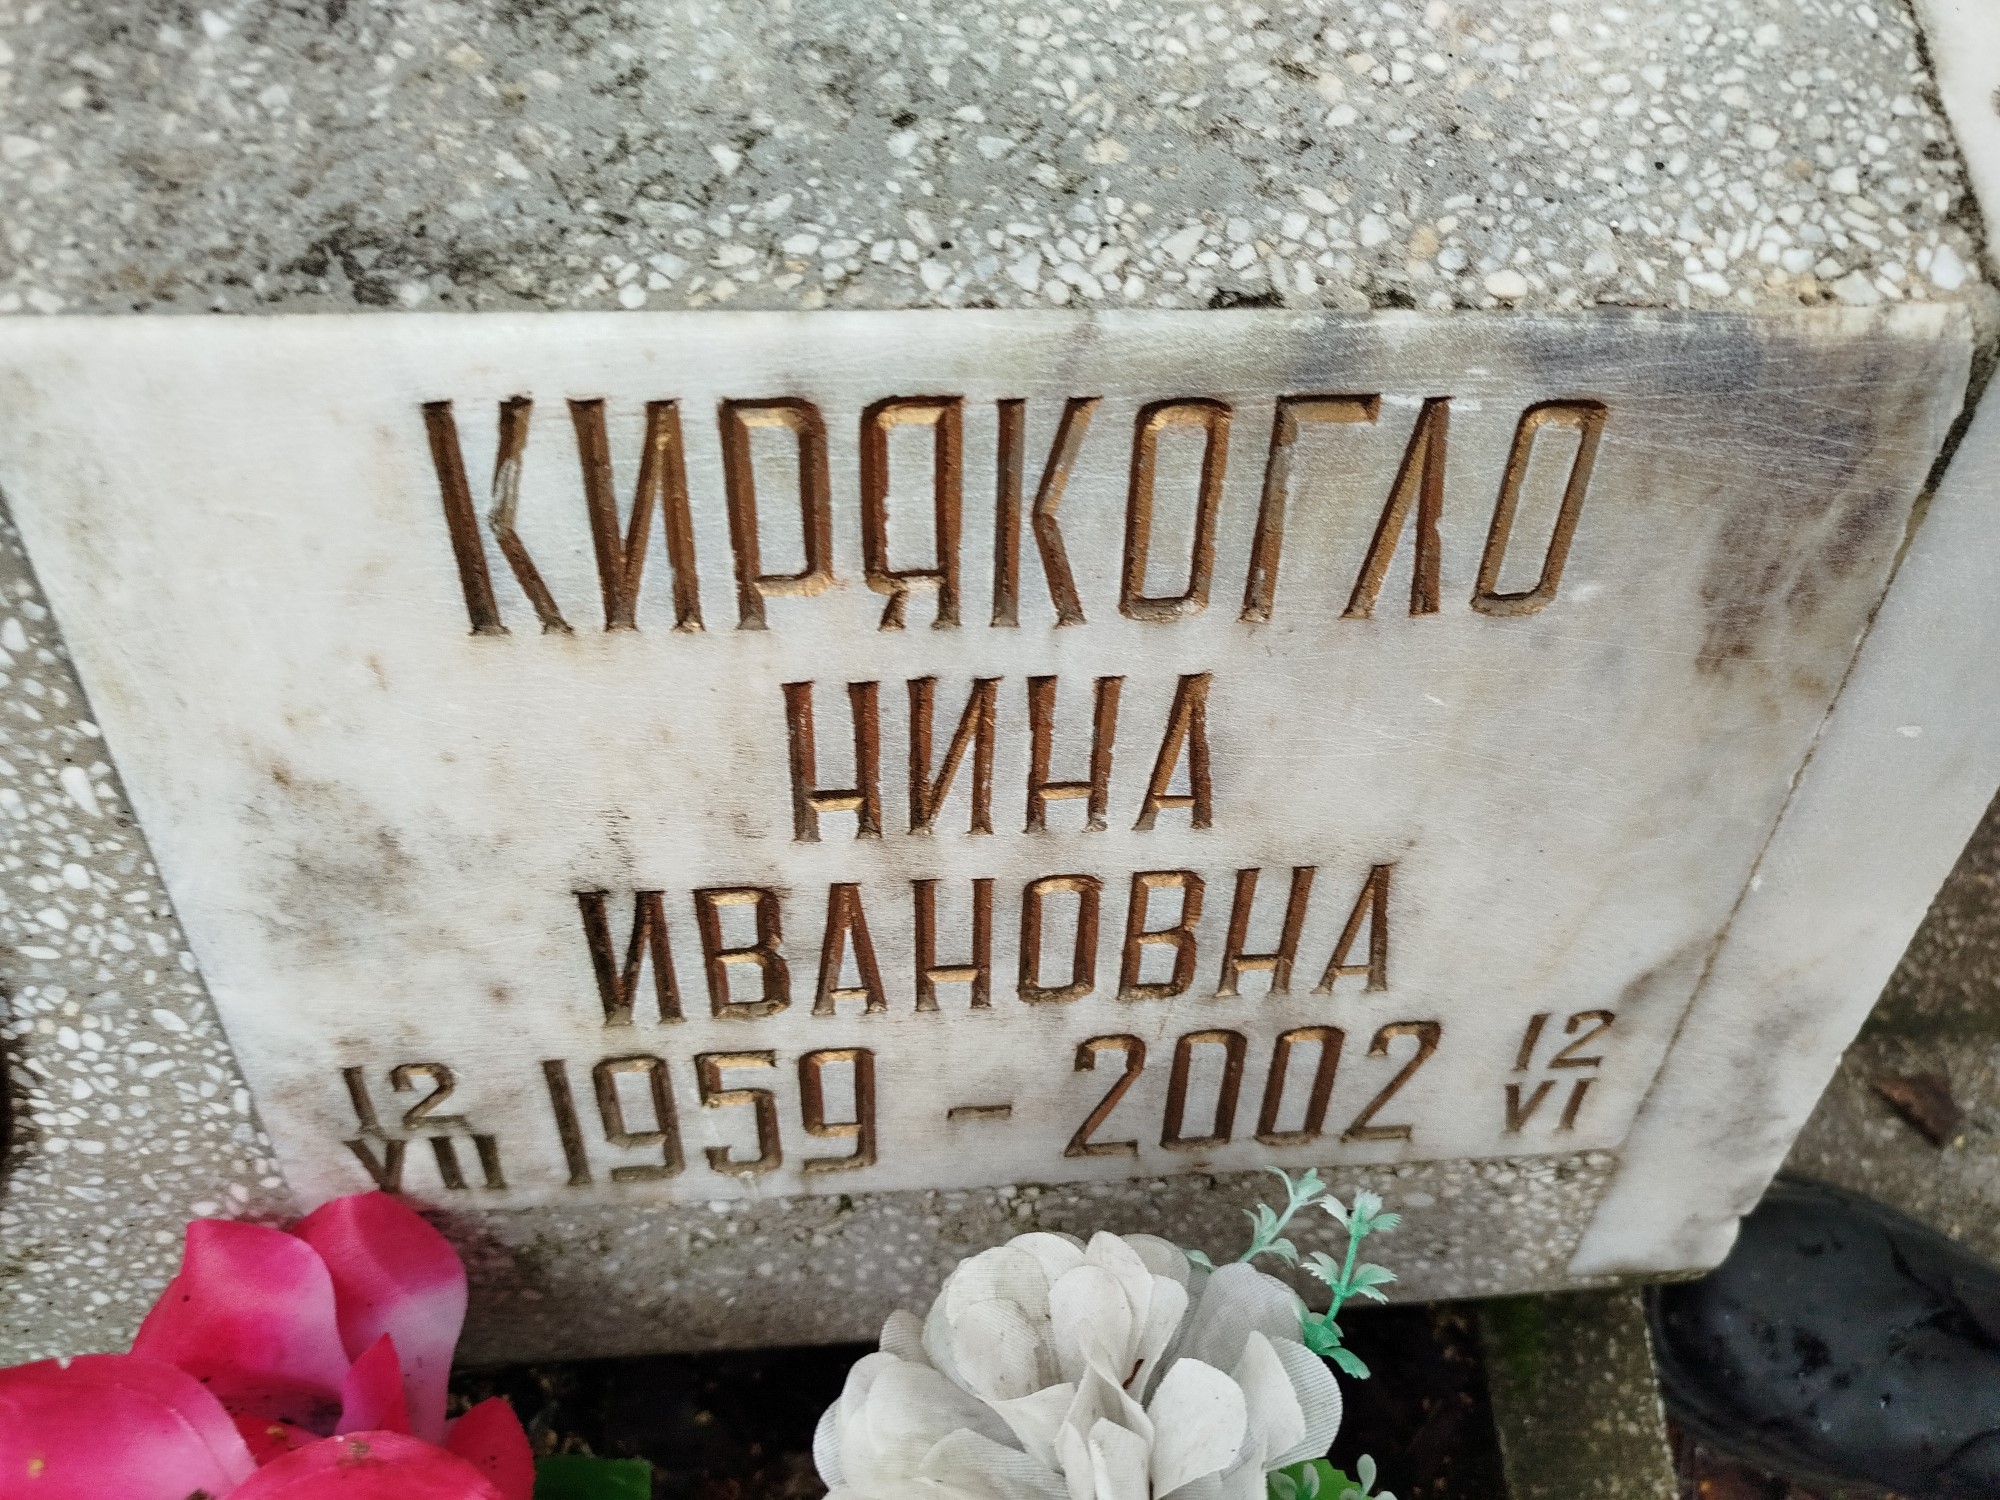 КИРЯКОГЛО
НИНА
ИВАНОВНА
12 VII 1959 - 2002 12 VI